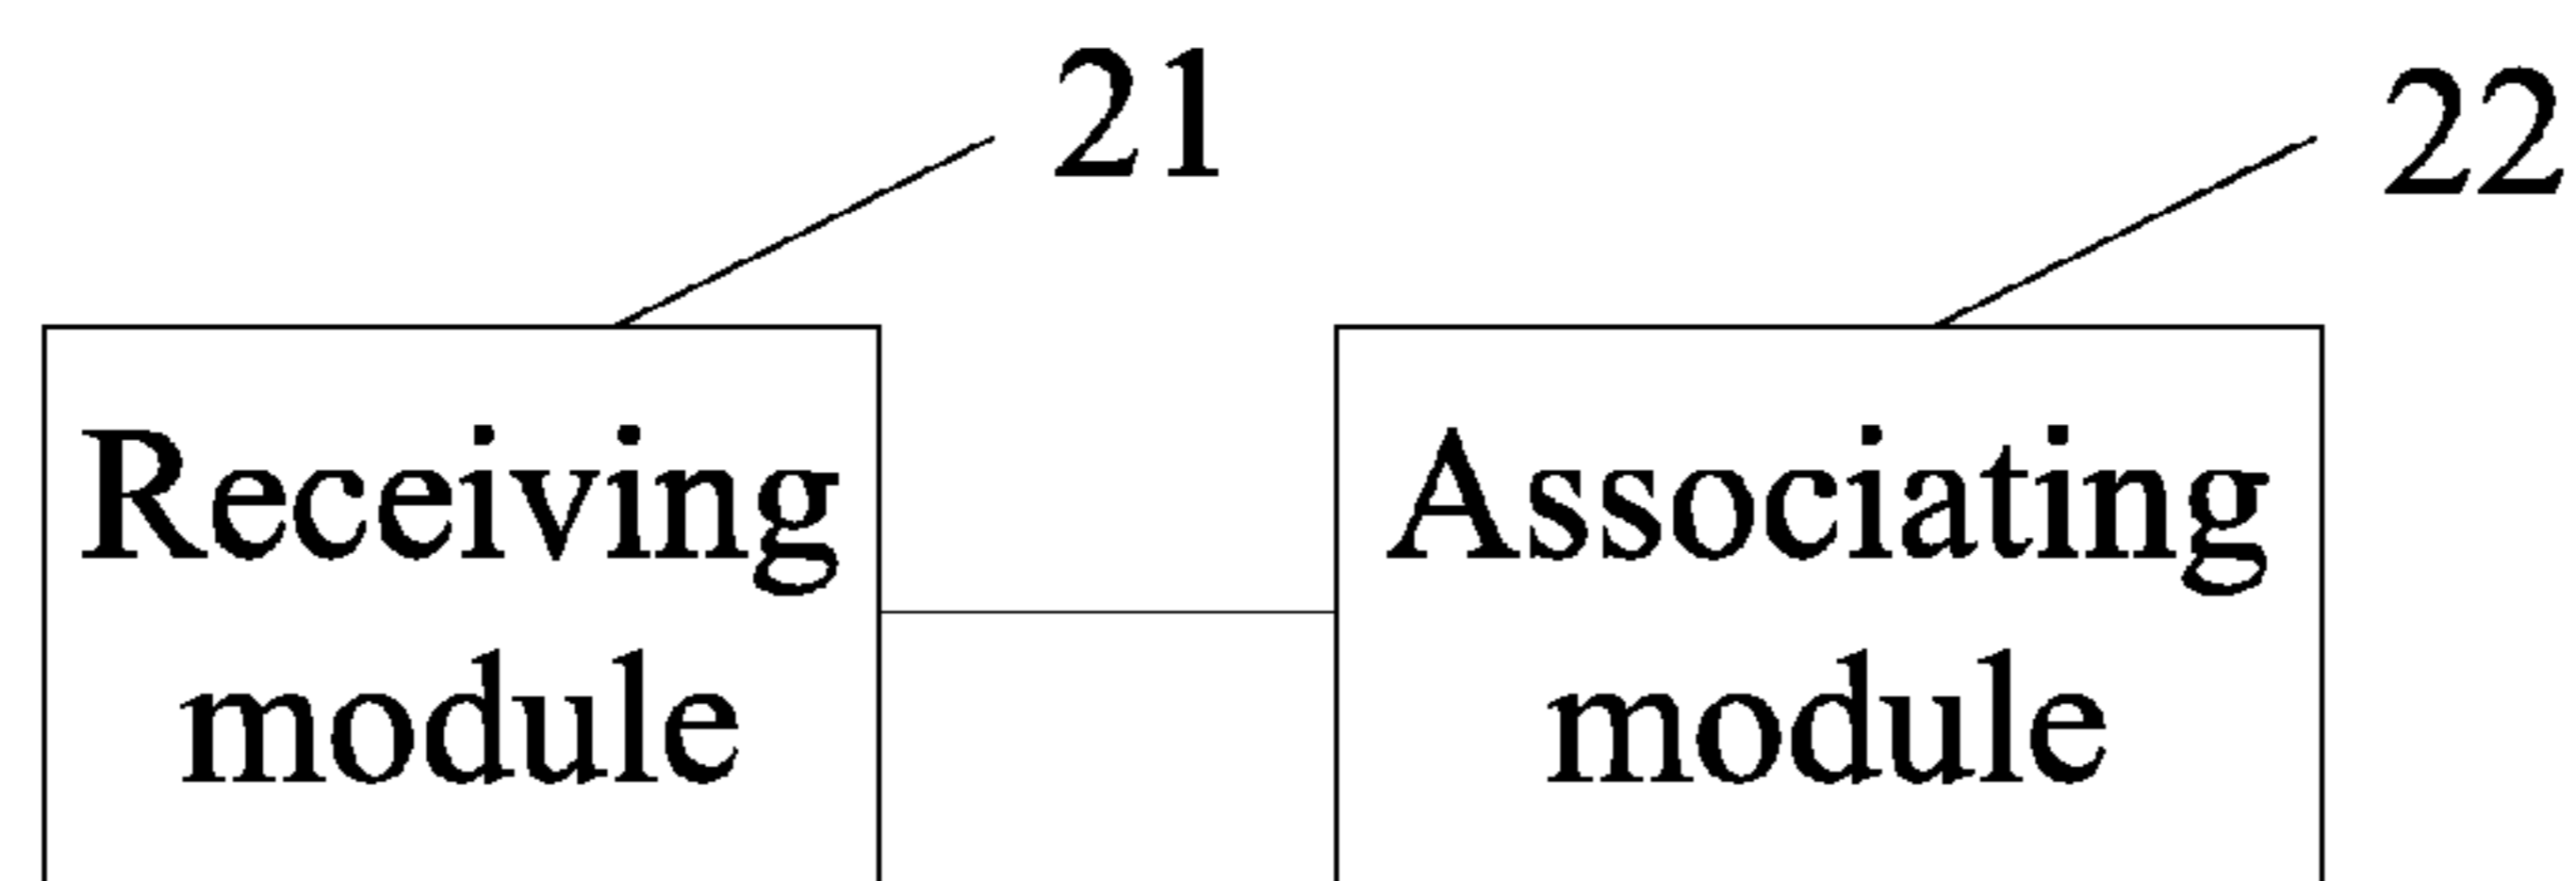 21
22
Receiving
module
Associating
module